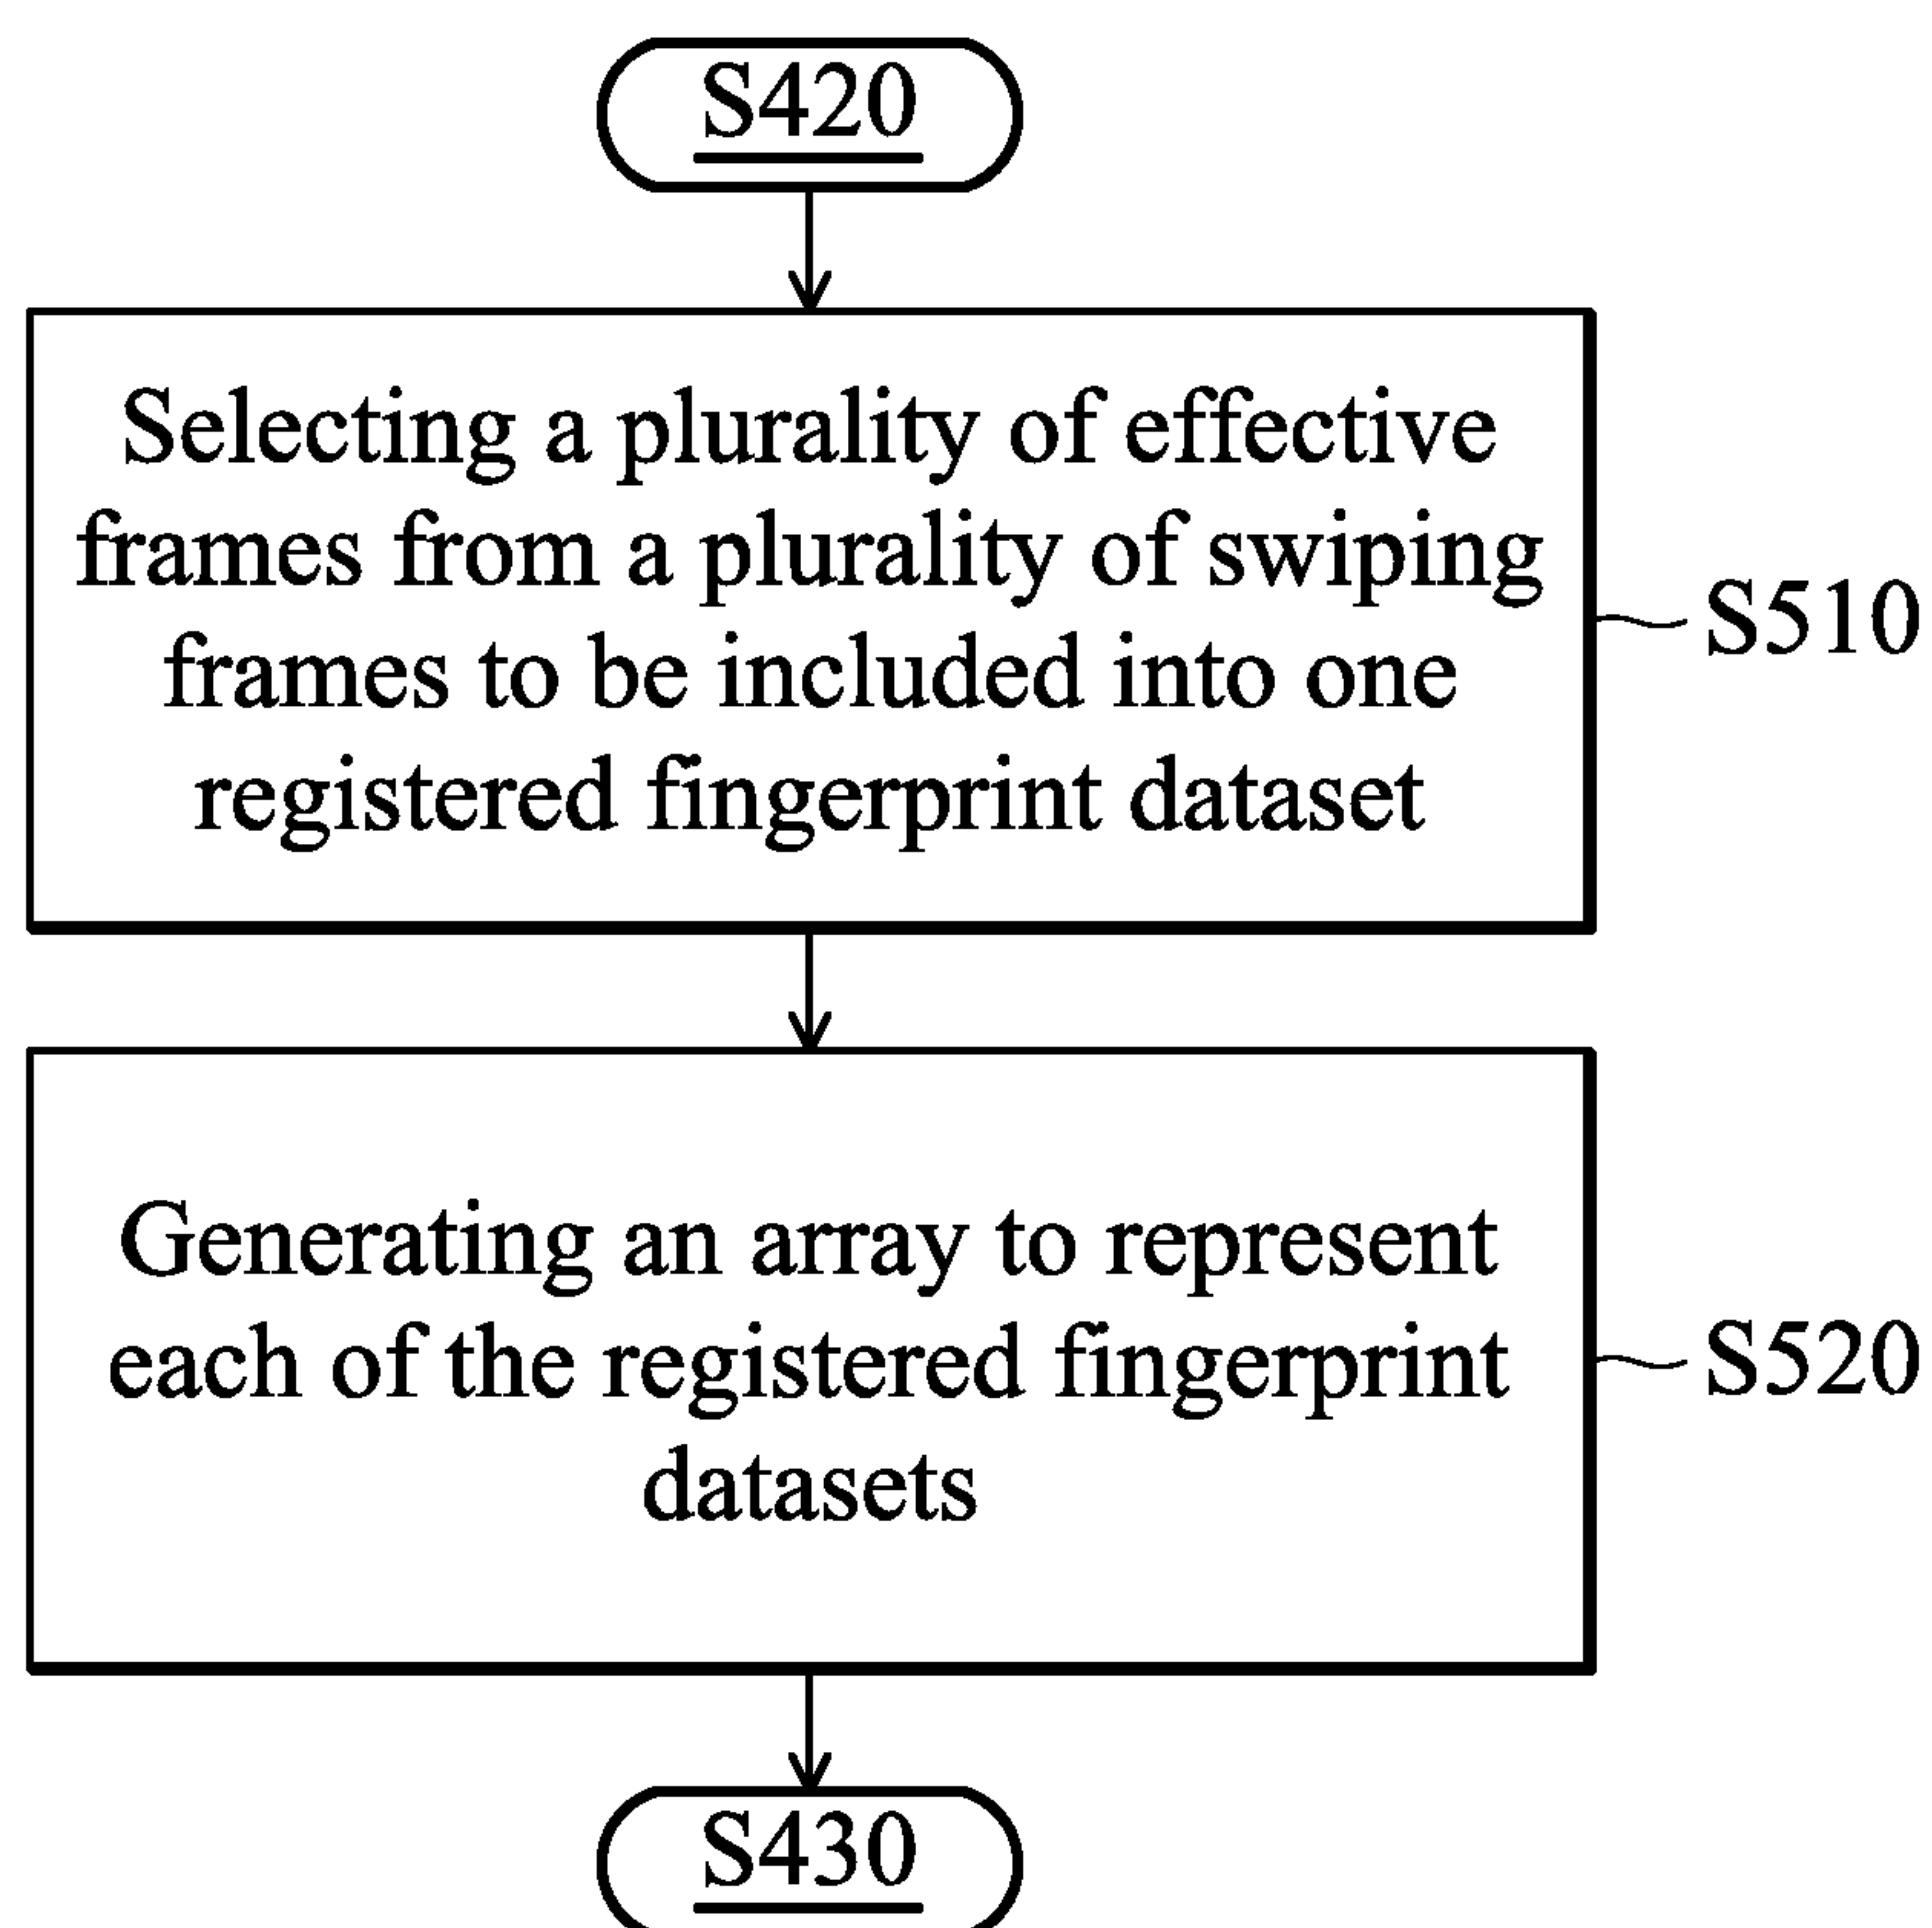 S420
Selecting a plurality of effective
frames from a plurality of swiping
frames to be included into one
registered fingerprint dataset
S510
Generating an array to represent
each of the registered fingerprint
datasets
S520
S430